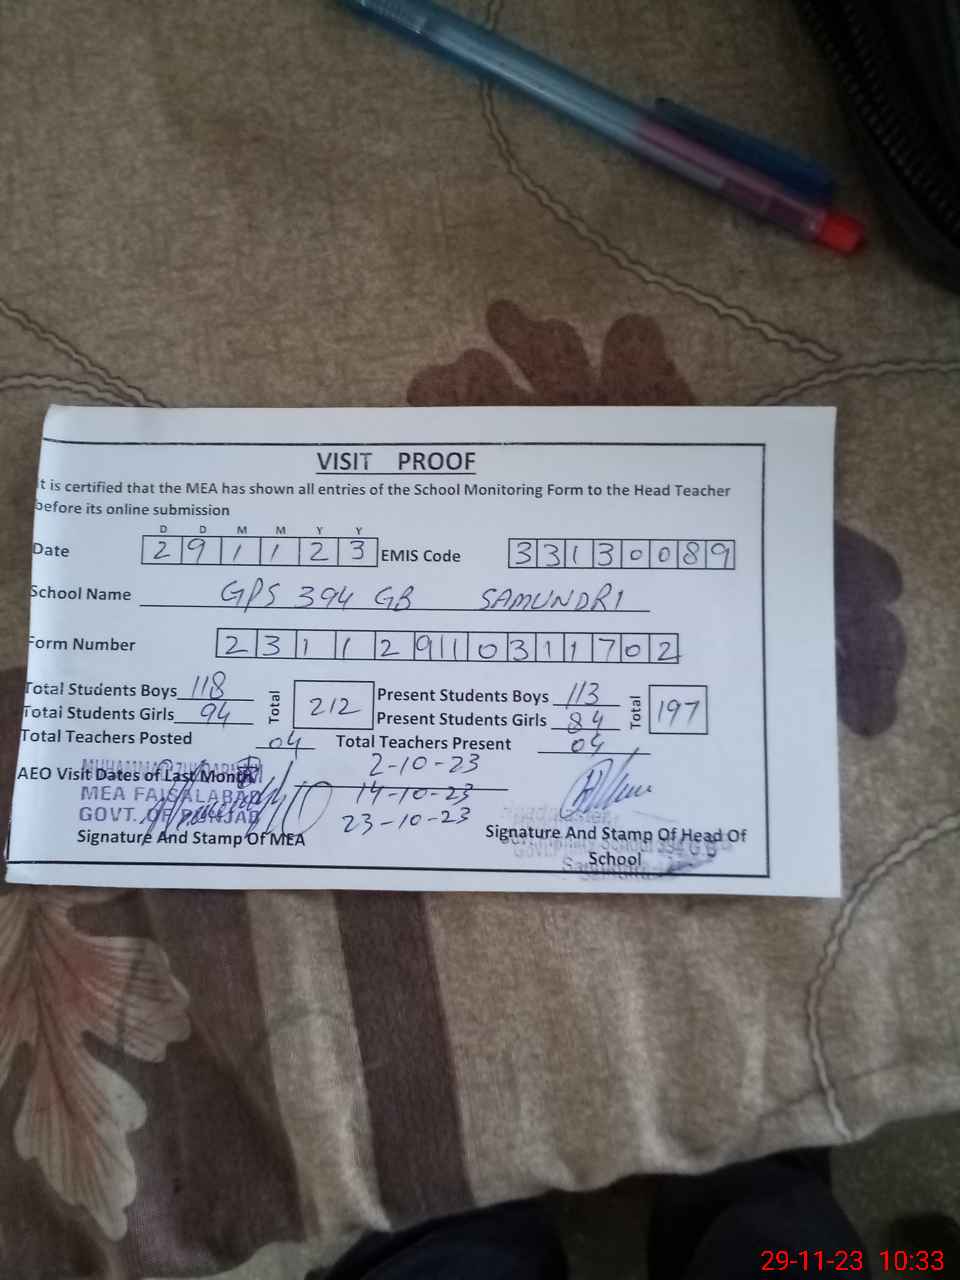 VISIT PROOF
It is certified that the MEA has shown all entries of the School Monitoring Form to the Head Teacher
before its online submission
D D M M Y Y
Date 2 9 1 1 2 3 EMIS Code 3 3 1 3 0 0 8 9
School Name GPS 394 GB SAMUNDRI
Form Number 2 3 1 1 2 9 1 1 0 3 1 1 7 0 2
Total Students Boys 118 Total 212 Present Students Boys 113 Total 197
Total Students Girls 94 Present Students Girls 84
Total Teachers Posted 04 Total Teachers Present 04
2-10-23
AEO Visit Dates of Last Month
MEA FAISALABAD 14-10-23
GOVT. OF PUNJAB 23-10-23
Signature And Stamp Of MEA Signature And Stamp Of Head Of
School
29-11-23 10:33